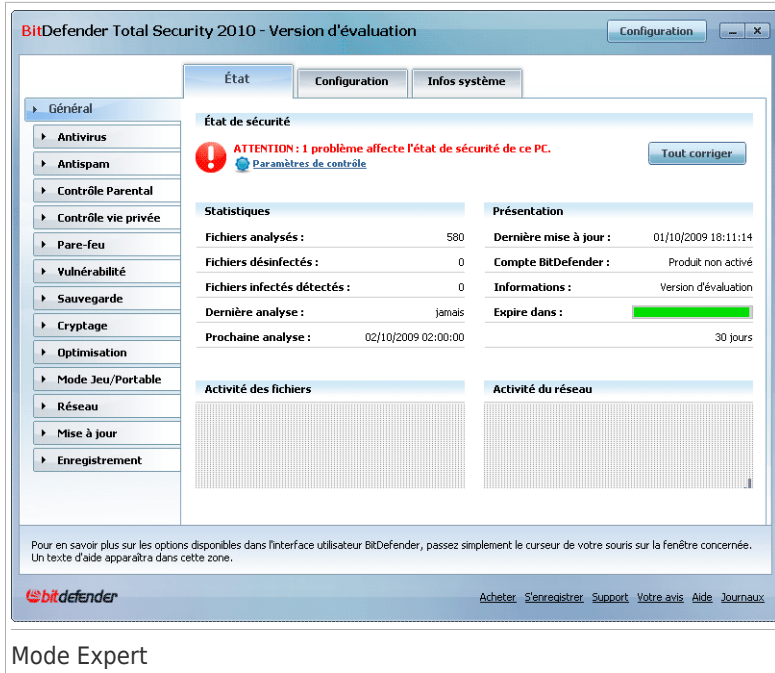 BitDefender Total Security 2010 - Version d'évaluation
Configuration
État
Configuration
Infos système
Général
Antivirus
Antispam
Contrôle Parental
Contrôle vie privée
Pare-feu
Vulnérabilité
Sauvegarde
Cryptage
Optimisation
Mode Jeu/Portable
Réseau
Mise à jour
Enregistrement
État de sécurité
ATTENTION : 1 problème affecte l'état de sécurité de ce PC.
Paramètres de contrôle
Tout corriger
Statistiques
Fichiers analysés : 580
Fichiers désinfectés : 0
Fichiers infectés détectés : 0
Dernière analyse : jamais
Prochaine analyse : 02/10/2009 02:00:00
Présentation
Dernière mise à jour : 01/10/2009 18:11:14
Compte BitDefender : Produit non activé
Informations : Version d'évaluation
Expire dans :
30 jours
Activité des fichiers
Activité du réseau
Pour en savoir plus sur les options disponibles dans l'interface utilisateur BitDefender, passez simplement le curseur de votre souris sur la fenêtre concernée.
Un texte d'aide apparaîtra dans cette zone.
bitdefender
Acheter S'enregistrer Support Votre avis Aide Journaux
Mode Expert